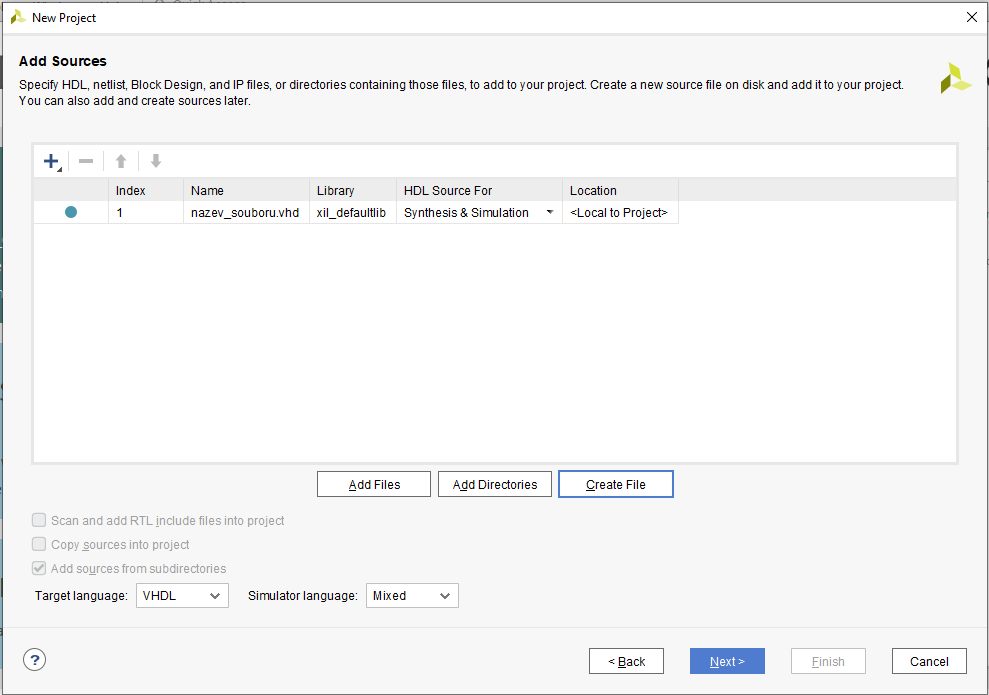 New Project
Add Sources
Specify HDL, netlist, Block Design, and IP files, or directories containing those files, to add to your project. Create a new source file on disk and add it to your project.
You can also add and create sources later.
Index Name Library HDL Source For Location
1 nazev_souboru.vhd xil_defaultlib Synthesis & Simulation <Local to Project>
Add Files Add Directories Create File
Scan and add RTL include files into project
Copy sources into project
Add sources from subdirectories
Target language: VHDL Simulator language: Mixed
? < Back Next > Finish Cancel